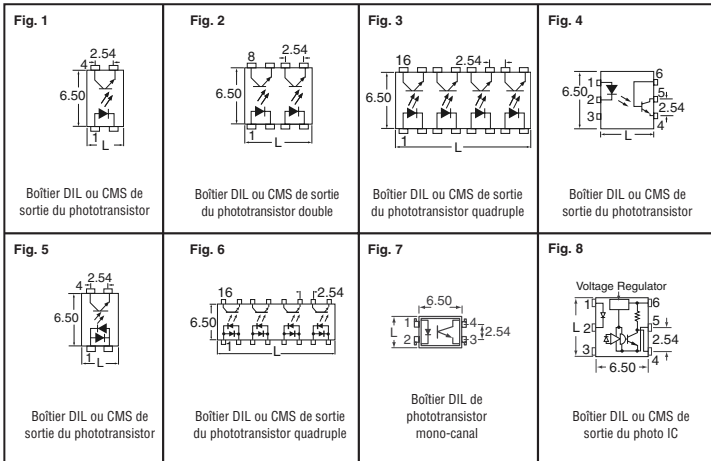 Fig. 1
4
2.54
6.50
1
L
Boîtier DIL ou CMS de
sortie du phototransistor
Fig. 2
8
2.54
6.50
1
L
Boîtier DIL ou CMS de sortie
du phototransistor double
Fig. 3
16
2.54
6.50
1
L
Boîtier DIL ou CMS de sortie
du phototransistor quadruple
Fig. 4
1
6
6.50
2
5
2.54
3
4
L
Boîtier DIL ou CMS de
sortie du phototransistor
Fig. 5
4
2.54
6.50
1
L
Boîtier DIL ou CMS de
sortie du phototransistor
Fig. 6
16
2.54
6.50
1
L
Boîtier DIL ou CMS de sortie
du phototransistor quadruple
Fig. 7
6.50
L
1
4
2
3
2.54
Boîtier DIL de
phototransistor
mono-canal
Fig. 8
Voltage Regulator
1
6
L
2
5
2.54
3
4
6.50
Boîtier DIL ou CMS de
sortie du photo IC